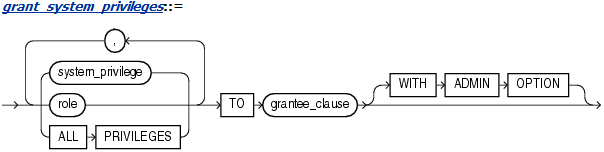 grant_system_privileges::=
,
system_privilege
role
ALL PRIVILEGES
TO grantee_clause
WITH ADMIN OPTION